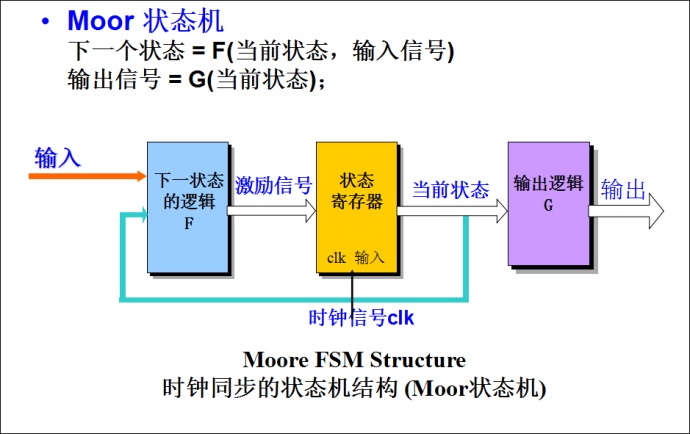 • Moor 状态机
下一个状态 = F(当前状态，输入信号)
输出信号 = G(当前状态)；
输入
下一状态
的逻辑
F
激励信号
状态
寄存器
clk 输入
当前状态
输出逻辑
G
输出
时钟信号clk
Moore FSM Structure
时钟同步的状态机结构 (Moor状态机)